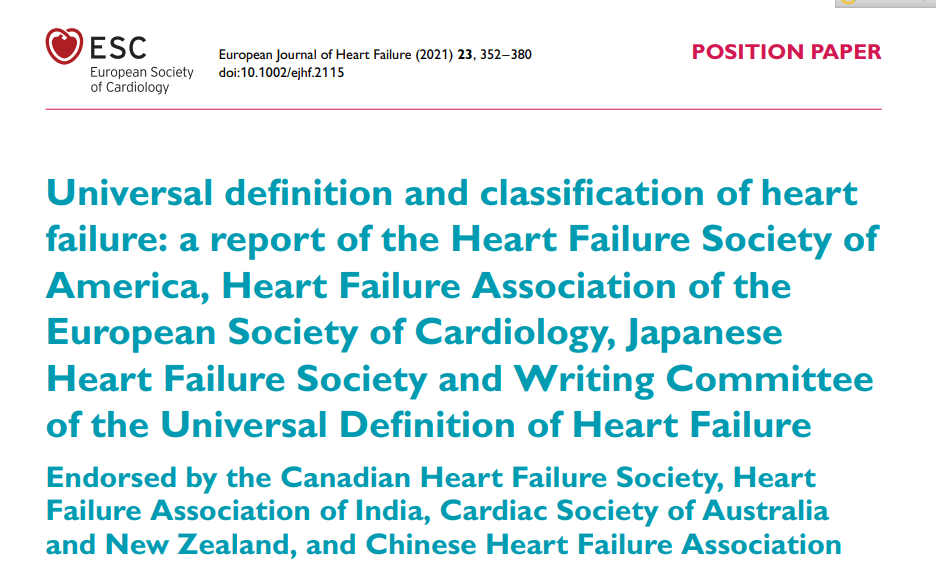 ESC
European Society
of Cardiology
European Journal of Heart Failure (2021) 23, 352–380
doi:10.1002/ejhf.2115
POSITION PAPER
Universal definition and classification of heart
failure: a report of the Heart Failure Society of
America, Heart Failure Association of the
European Society of Cardiology, Japanese
Heart Failure Society and Writing Committee
of the Universal Definition of Heart Failure
Endorsed by the Canadian Heart Failure Society, Heart
Failure Association of India, Cardiac Society of Australia
and New Zealand, and Chinese Heart Failure Association